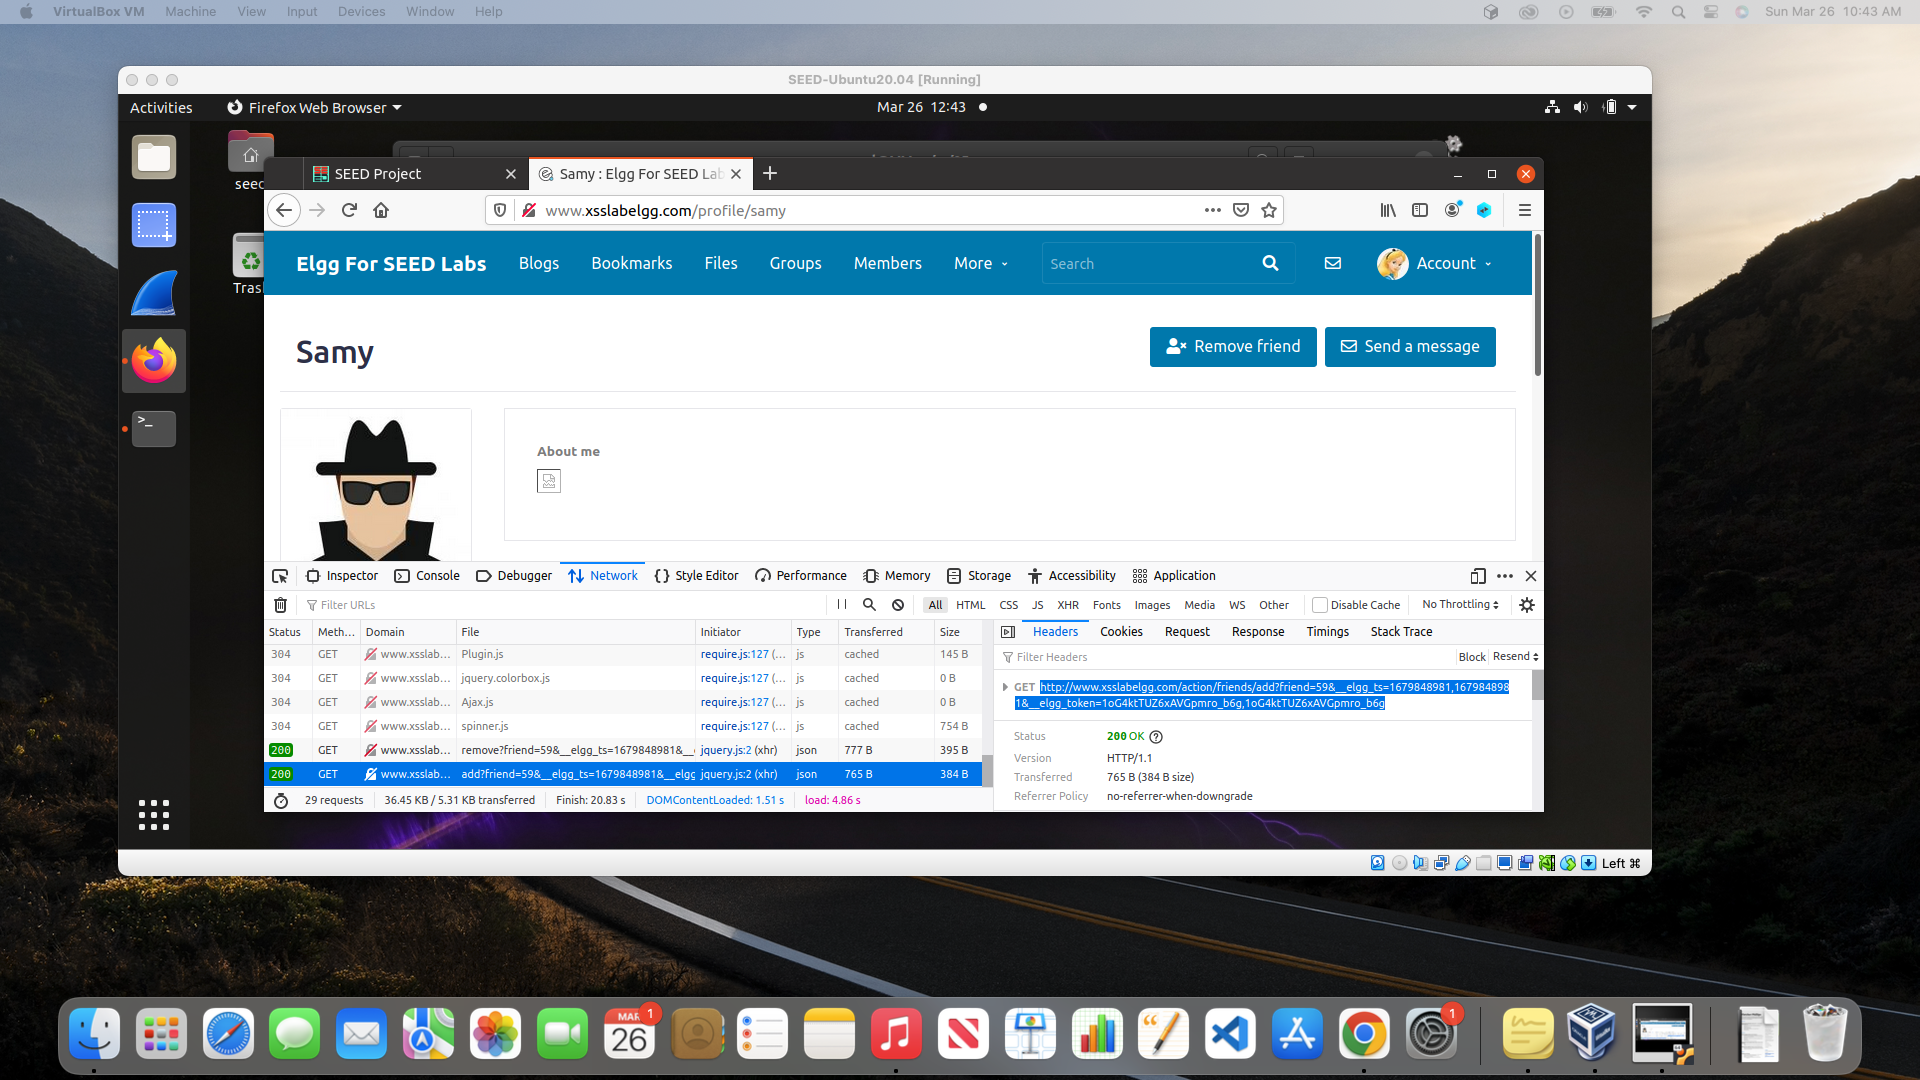 VirtualBox VM Machine View Input Devices Window Help Sun Mar 26 10:43 AM
SEED-Ubuntu20.04 [Running]
Activities Firefox Web Browser Mar 26 12:43
SEED Project Samy : Elgg For SEED Lab
seed
www.xsslabelgg.com/profile/samy
Elgg For SEED Labs Blogs Bookmarks Files Groups Members More Search Account
Tras
Samy
Remove friend Send a message
About me
Inspector Console Debugger Network Style Editor Performance Memory Storage Accessibility Application
Filter URLs All HTML CSS JS XHR Fonts Images Media WS Other Disable Cache No Throttling
Status Meth... Domain File Initiator Type Transferred Size
304 GET www.xsslab... Plugin.js require.js:127 (... js cached 145 B
304 GET www.xsslab... jquery.colorbox.js require.js:127 (... js cached 0 B
304 GET www.xsslab... Ajax.js require.js:127 (... js cached 0 B
304 GET www.xsslab... spinner.js require.js:127 (... js cached 754 B
200 GET www.xsslab... remove?friend=59&__elgg_ts=1679848981&__e jquery.js:2 (xhr) json 777 B 395 B
200 GET www.xsslab... add?friend=59&__elgg_ts=1679848981&__elgg jquery.js:2 (xhr) json 765 B 384 B
29 requests 36.45 KB / 5.31 KB transferred Finish: 20.83 s DOMContentLoaded: 1.51 s load: 4.86 s
Headers Cookies Request Response Timings Stack Trace
Filter Headers Block Resend
GET http://www.xsslabelgg.com/action/friends/add?friend=59&__elgg_ts=1679848981,167984898
1&__elgg_token=1oG4ktTUZ6xAVGpmro_b6g,1oG4ktTUZ6xAVGpmro_b6g
Status 200 OK
Version HTTP/1.1
Transferred 765 B (384 B size)
Referrer Policy no-referrer-when-downgrade
Left ⌘
MAR 1
26
1